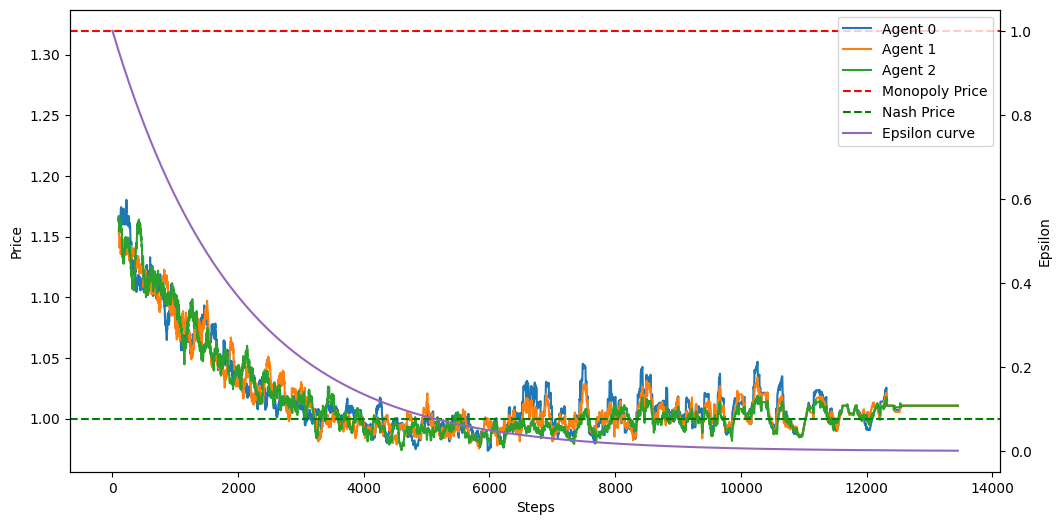 1.30
1.25
1.20
1.15
1.10
1.05
1.00
Price
0
2000
4000
6000
8000
10000
12000
14000
Steps
1.0
0.8
0.6
0.4
0.2
0.0
Epsilon
Agent 0
Agent 1
Agent 2
Monopoly Price
Nash Price
Epsilon curve